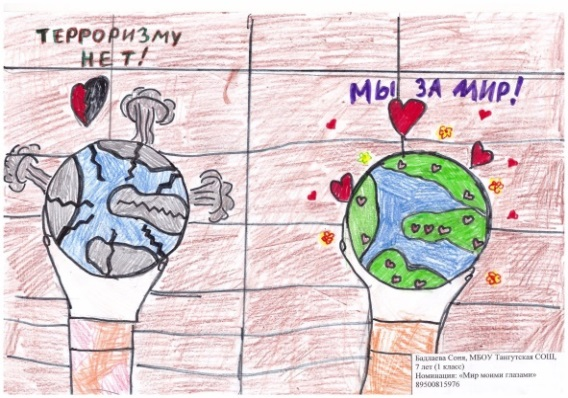 ТЕРРОРИЗМУ
НЕТ!
МЫ ЗА МИР!
Бадлаева Соня, МБОУ Тангутская СОШ,
7 лет (1 класс)
Номинация: «Мир моими глазами»
89500815976